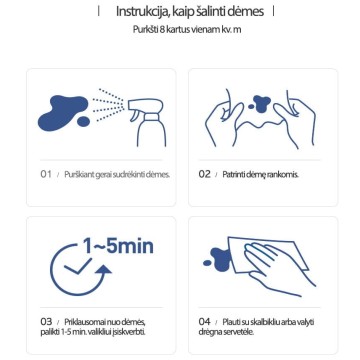 Instrukcija, kaip šalinti dėmes
Purkšti 8 kartus vienam kv. m
01 / Purškiant gerai sudrėkinti dėmes.
02 / Patrinti dėmę rankomis.
1~5min
03 / Priklausomai nuo dėmės,
palikti 1-5 min. valikliui įsiskverbti.
04 / Plauti su skalbikliu arba valyti
drėgna servetėle.